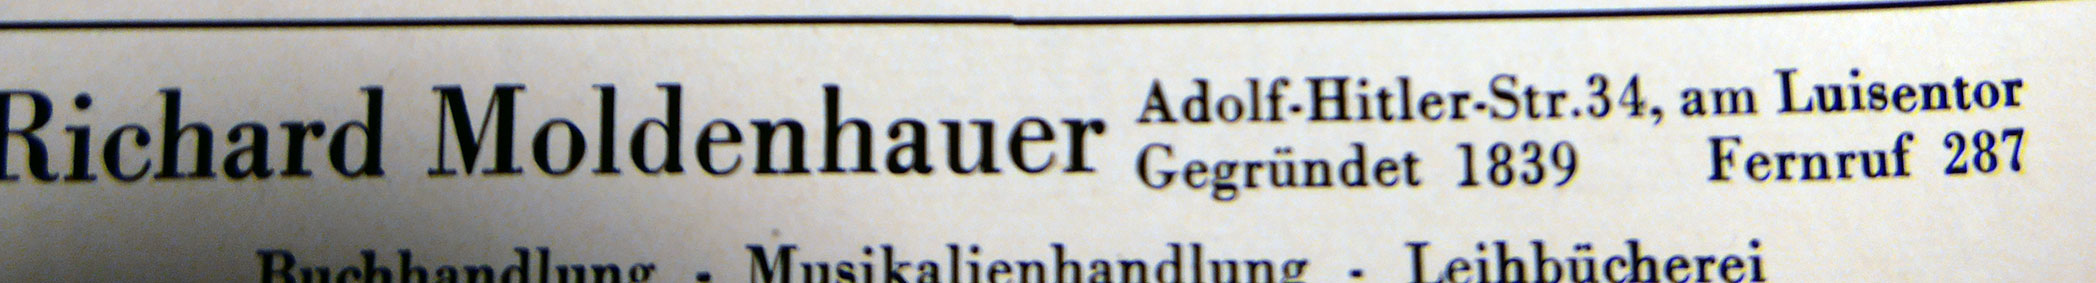 Richard Moldenhauer
Adolf-Hitler-Str.34, am Luisentor
Gegründet 1839 Fernruf 287
Buchhandlung - Musikalienhandlung - Leihbücherei